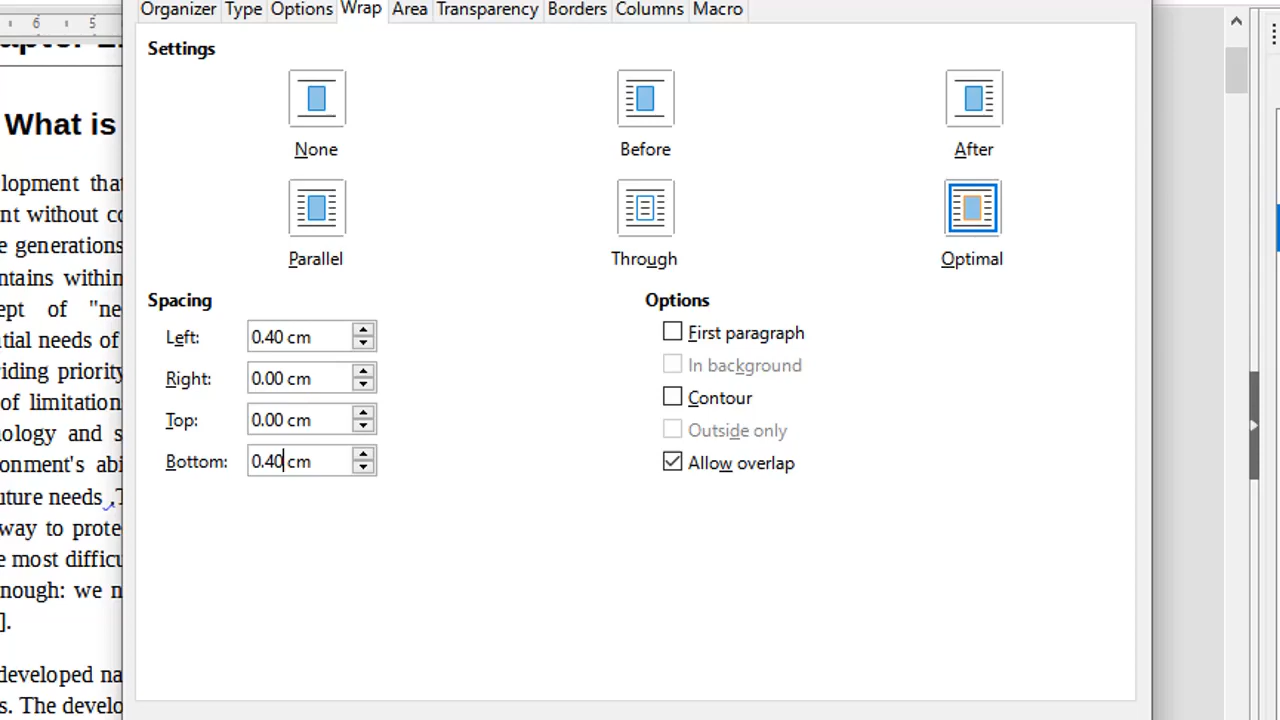 Organizer Type Options Wrap Area Transparency Borders Columns Macro
6 5
Settings
What is
None Before After
Parallel Through Optimal
Spacing Options
Left: 0.40 cm First paragraph
Right: 0.00 cm In background
Contour
Top: 0.00 cm Outside only
Bottom: 0.40 cm Allow overlap
lopment that
nt without co
e generations
ntains within
ept of "ne
tial needs of
iding priority
of limitation
ology and s
onment's abi
uture needs ,T
way to prote
e most difficu
nough: we n
].
developed na
s. The develo